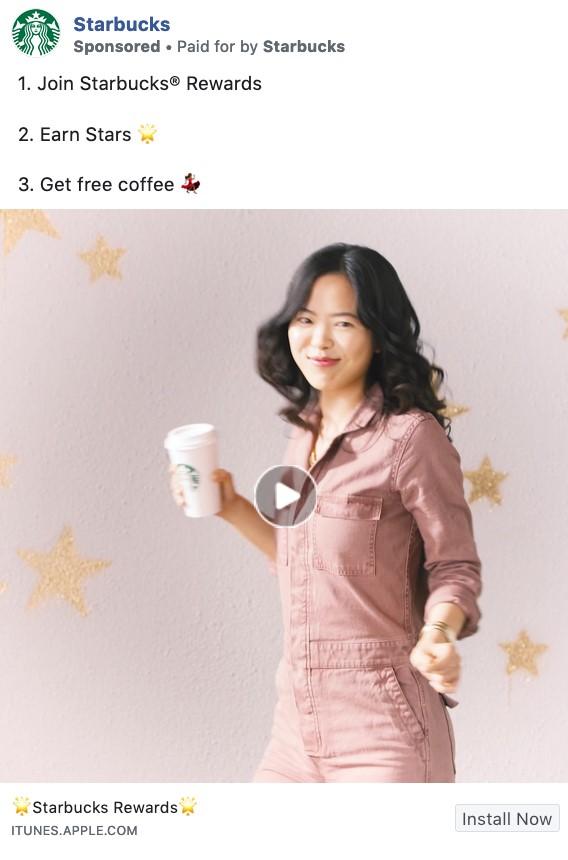 Starbucks
Sponsored • Paid for by Starbucks
1. Join Starbucks® Rewards
2. Earn Stars 🌟
3. Get free coffee 💃
🌟Starbucks Rewards🌟
ITUNES.APPLE.COM
Install Now